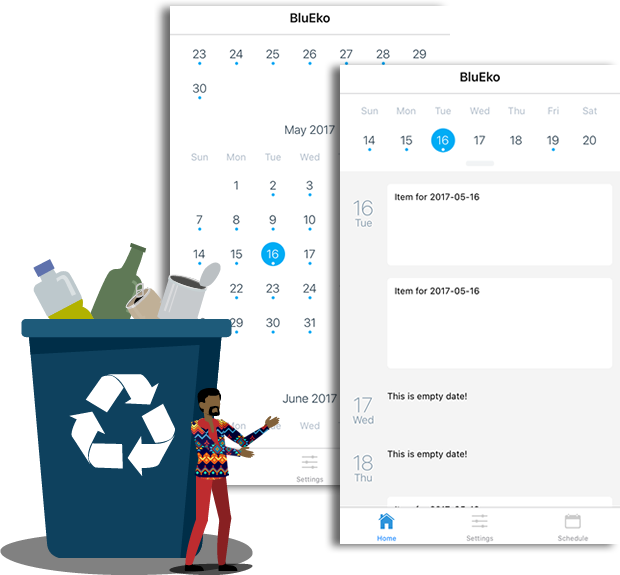 BluEko
23 24 25 26 27 28 29
30
May 2017
Sun Mon Tue Wed
1 2 3
7 8 9 10
14 15 16 17
22 23 24
29 30 31
June 2017
Mon Tue Wed
Settings
BluEko
Sun Mon Tue Wed Thu Fri Sat
14 15 16 17 18 19 20
16
Tue
Item for 2017-05-16
Item for 2017-05-16
17
Wed
This is empty date!
18
Thu
This is empty date!
Home Settings Schedule